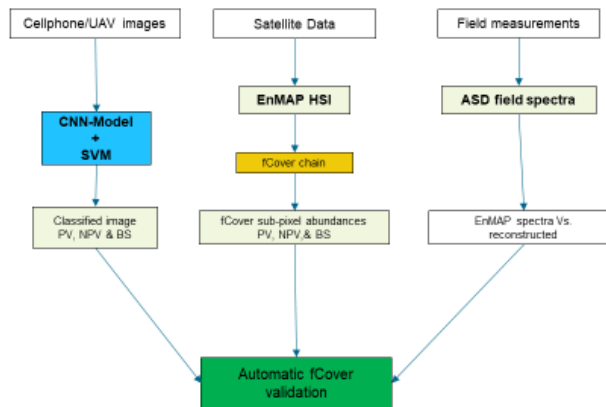 Cellphone/UAV images
Satellite Data
Field measurements
EnMAP HSI
ASD field spectra
CNN-Model
+
SVM
fCover chain
Classified image
PV, NPV & BS
fCover sub-pixel abundances
PV, NPV,& BS
EnMAP spectra Vs.
reconstructed
Automatic fCover
validation